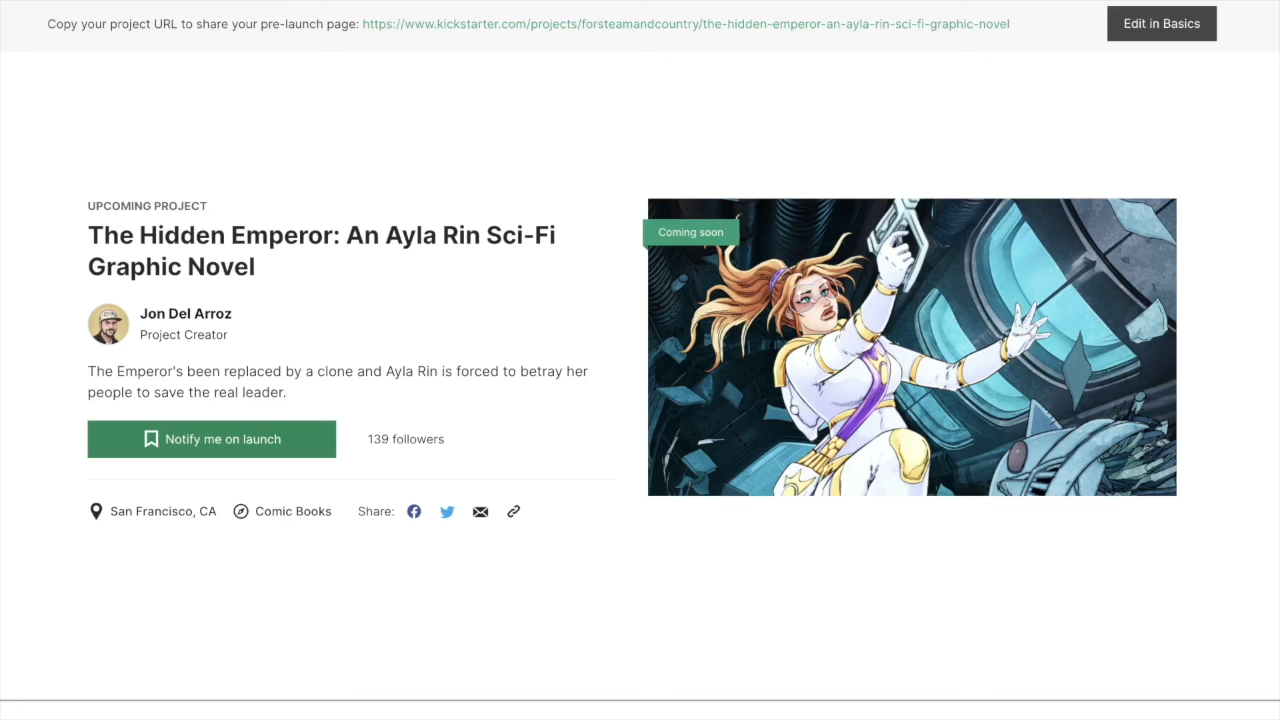 Copy your project URL to share your pre-launch page: https://www.kickstarter.com/projects/forsteamandcountry/the-hidden-emperor-an-ayla-rin-sci-fi-graphic-novel
Edit in Basics
UPCOMING PROJECT
The Hidden Emperor: An Ayla Rin Sci-Fi
Graphic Novel
Jon Del Arroz
Project Creator
The Emperor's been replaced by a clone and Ayla Rin is forced to betray her
people to save the real leader.
Notify me on launch
139 followers
San Francisco, CA
Comic Books
Share:
Coming soon